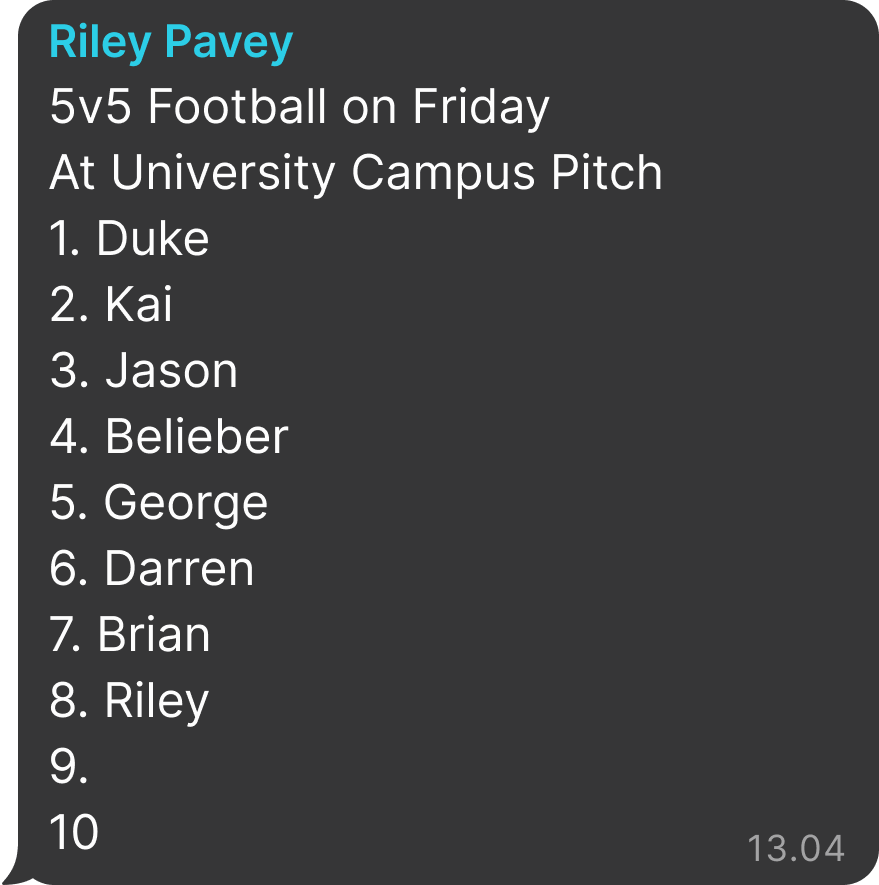 Riley Pavey
5v5 Football on Friday
At University Campus Pitch
1. Duke
2. Kai
3. Jason
4. Belieber
5. George
6. Darren
7. Brian
8. Riley
9.
10
13.04